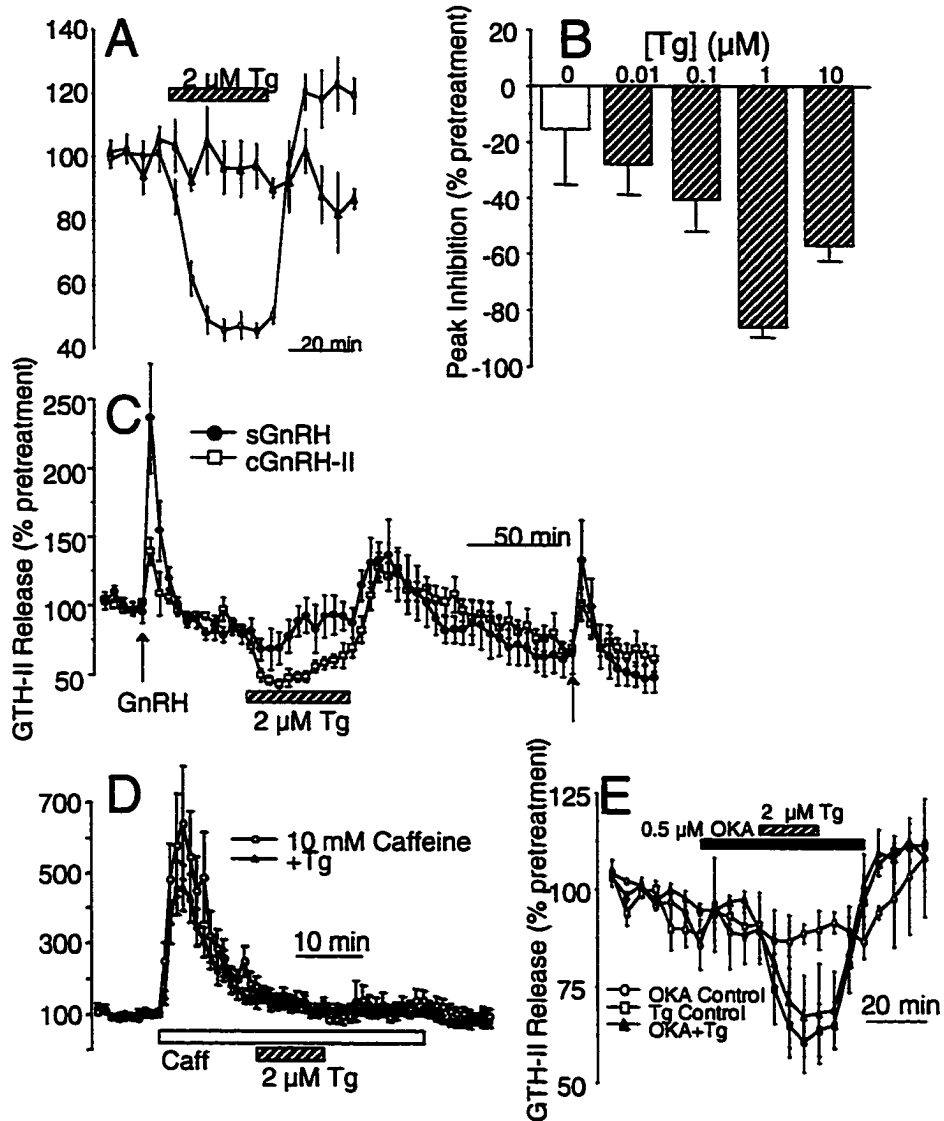 A
140
120
100
80
60
40
2 µM Tg
20 min
B
[Tg] (µM)
0 0.01 0.1 1 10
20
0
-20
-40
-60
-80
-100
Peak Inhibition (% pretreatment)
C
sGnRH
cGnRH-II
250
200
150
100
50
50 min
GnRH
2 µM Tg
GTH-II Release (% pretreatment)
D
10 mM Caffeine
+Tg
700
500
300
100
10 min
Caff
2 µM Tg
E
125
100
75
50
2 µM Tg
0.5 µM OKA
OKA Control
Tg Control
OKA+Tg
20 min
GTH-II Release (% pretreatment)